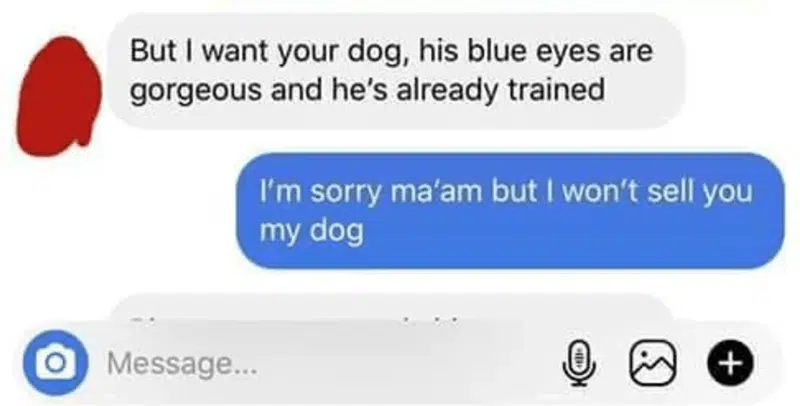 But I want your dog, his blue eyes are
gorgeous and he’s already trained
I’m sorry ma’am but I won’t sell you
my dog
Message...